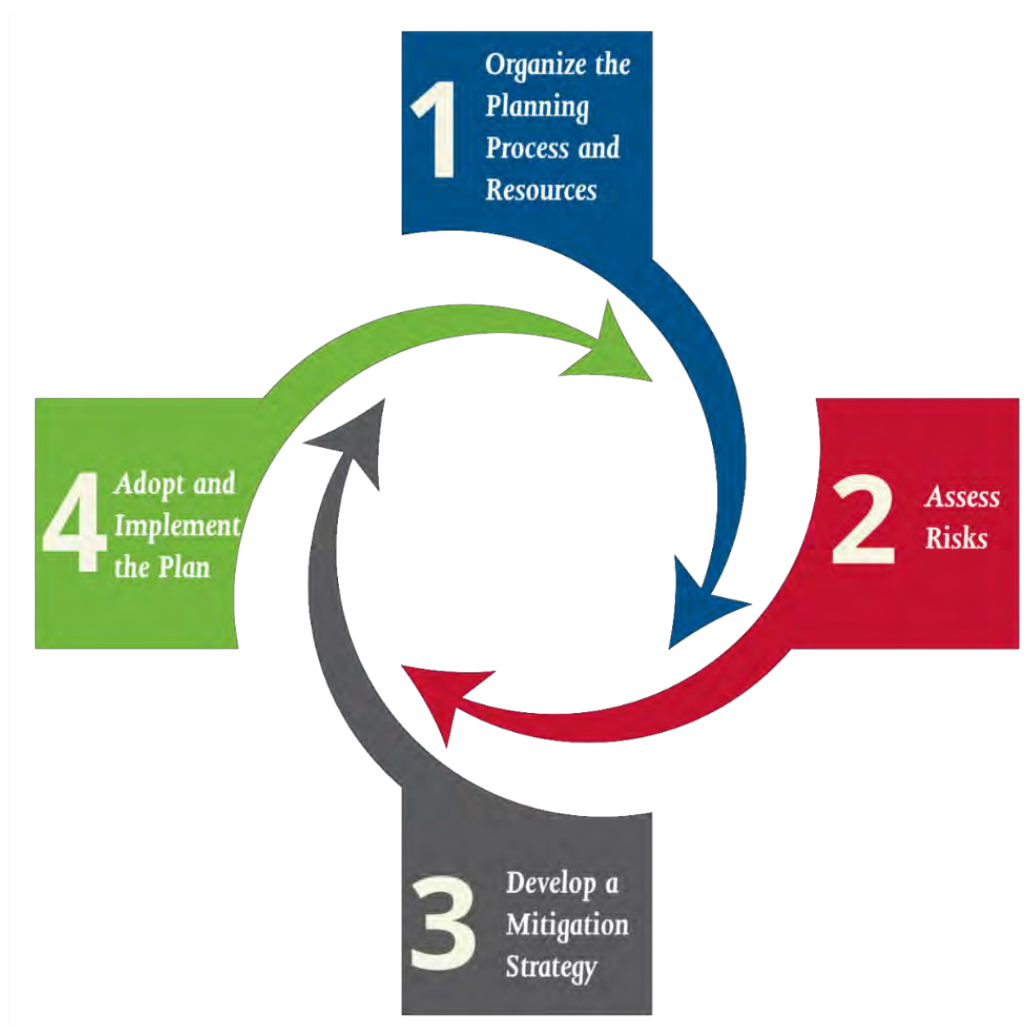 1
Organize the
Planning
Process and
Resources
2
Assess
Risks
3
Develop a
Mitigation
Strategy
4
Adopt and
Implement
the Plan